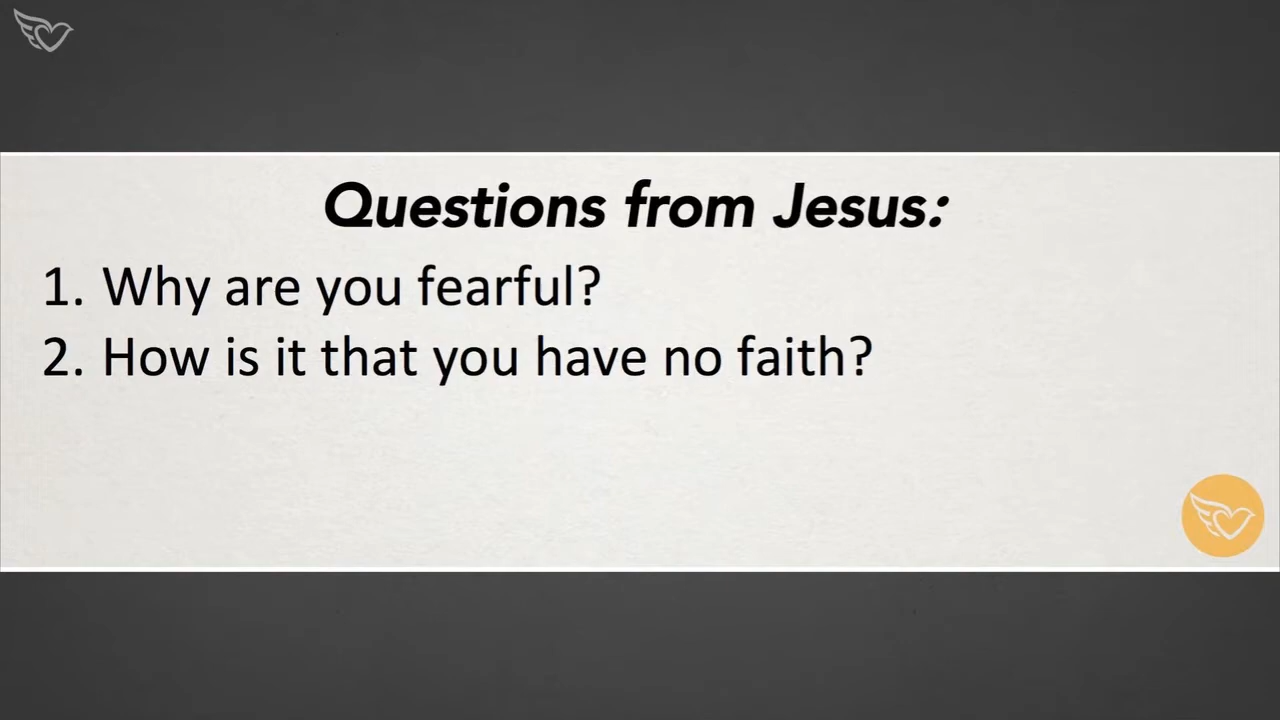 Questions from Jesus:
1. Why are you fearful?
2. How is it that you have no faith?